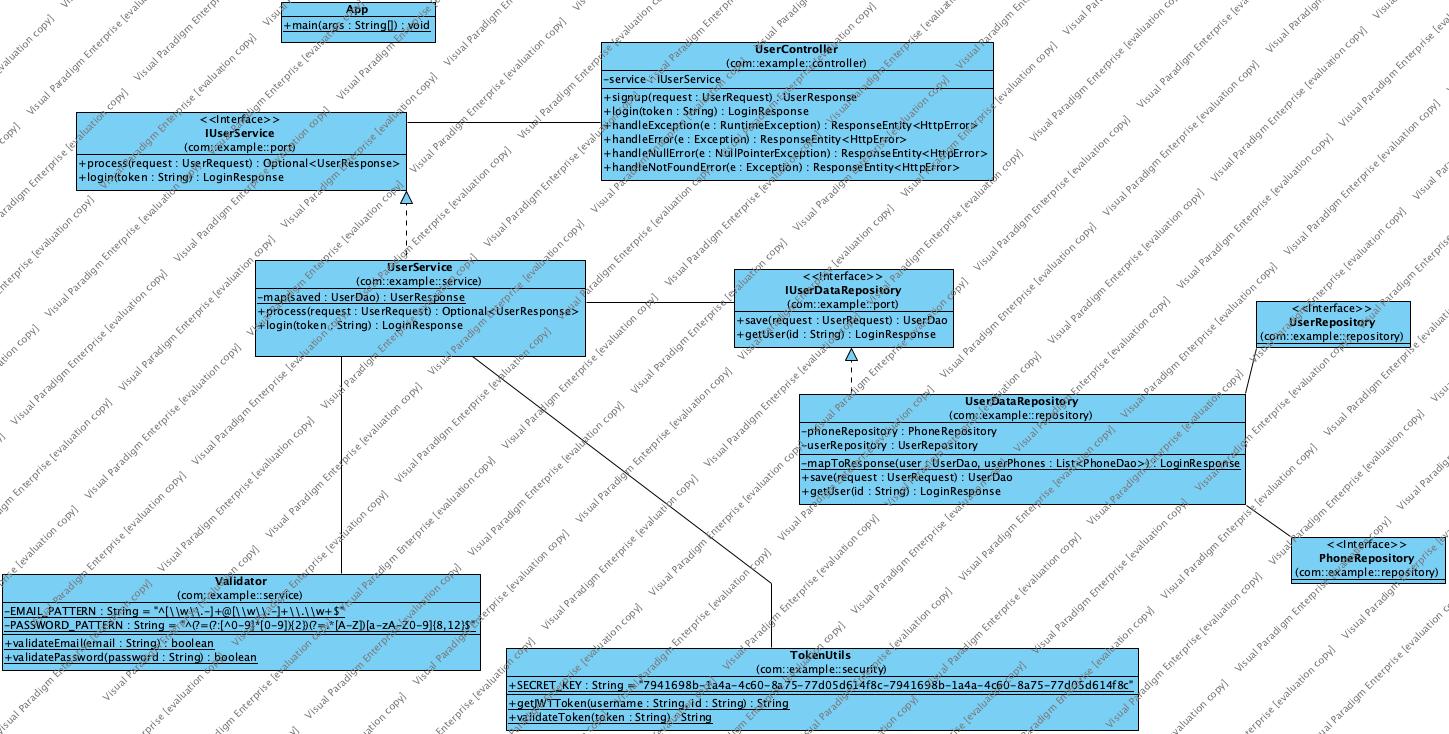 App
+main(args : String[]) : void
UserController
(com::example::controller)
-service : IUserService
+signup(request : UserRequest) : UserResponse
+login(token : String) : LoginResponse
+handleException(e : RuntimeException) : ResponseEntity<HttpError>
+handleError(e : Exception) : ResponseEntity<HttpError>
+handleNullError(e : NullPointerException) : ResponseEntity<HttpError>
+handleNotFoundError(e : Exception) : ResponseEntity<HttpError>
<<Interface>>
IUserService
(com::example::port)
+process(request : UserRequest) : Optional<UserResponse>
+login(token : String) : LoginResponse
UserService
(com::example::service)
-map(saved : UserDao) : UserResponse
+process(request : UserRequest) : Optional<UserResponse>
+login(token : String) : LoginResponse
<<Interface>>
IUserDataRepository
(com::example::port)
+save(request : UserRequest) : UserDao
+getUser(id : String) : LoginResponse
<<Interface>>
UserRepository
(com::example::repository)
UserDataRepository
(com::example::repository)
-phoneRepository : PhoneRepository
-userRepository : UserRepository
-mapToResponse(user : UserDao, userPhones : List<PhoneDao>) : LoginResponse
+save(request : UserRequest) : UserDao
+getUser(id : String) : LoginResponse
<<Interface>>
PhoneRepository
(com::example::repository)
Validator
(com::example::service)
-EMAIL_PATTERN : String = "^[\\w\\.-]+@[\\w\\.-]+\\.\\w+$"
-PASSWORD_PATTERN : String = "^(?=(?:[^0-9]*[0-9]){2})(?=.*[A-Z])[a-zA-Z0-9]{8,12}$"
+validateEmail(email : String) : boolean
+validatePassword(password : String) : boolean
TokenUtils
(com::example::security)
+SECRET_KEY : String = "7941698b-1a4a-4c60-8a75-77d05d614f8c-7941698b-1a4a-4c60-8a75-77d05d614f8c"
+getJWTToken(username : String, id : String) : String
+validateToken(token : String) : String
Visual Paradigm Enterprise [evaluation copy]